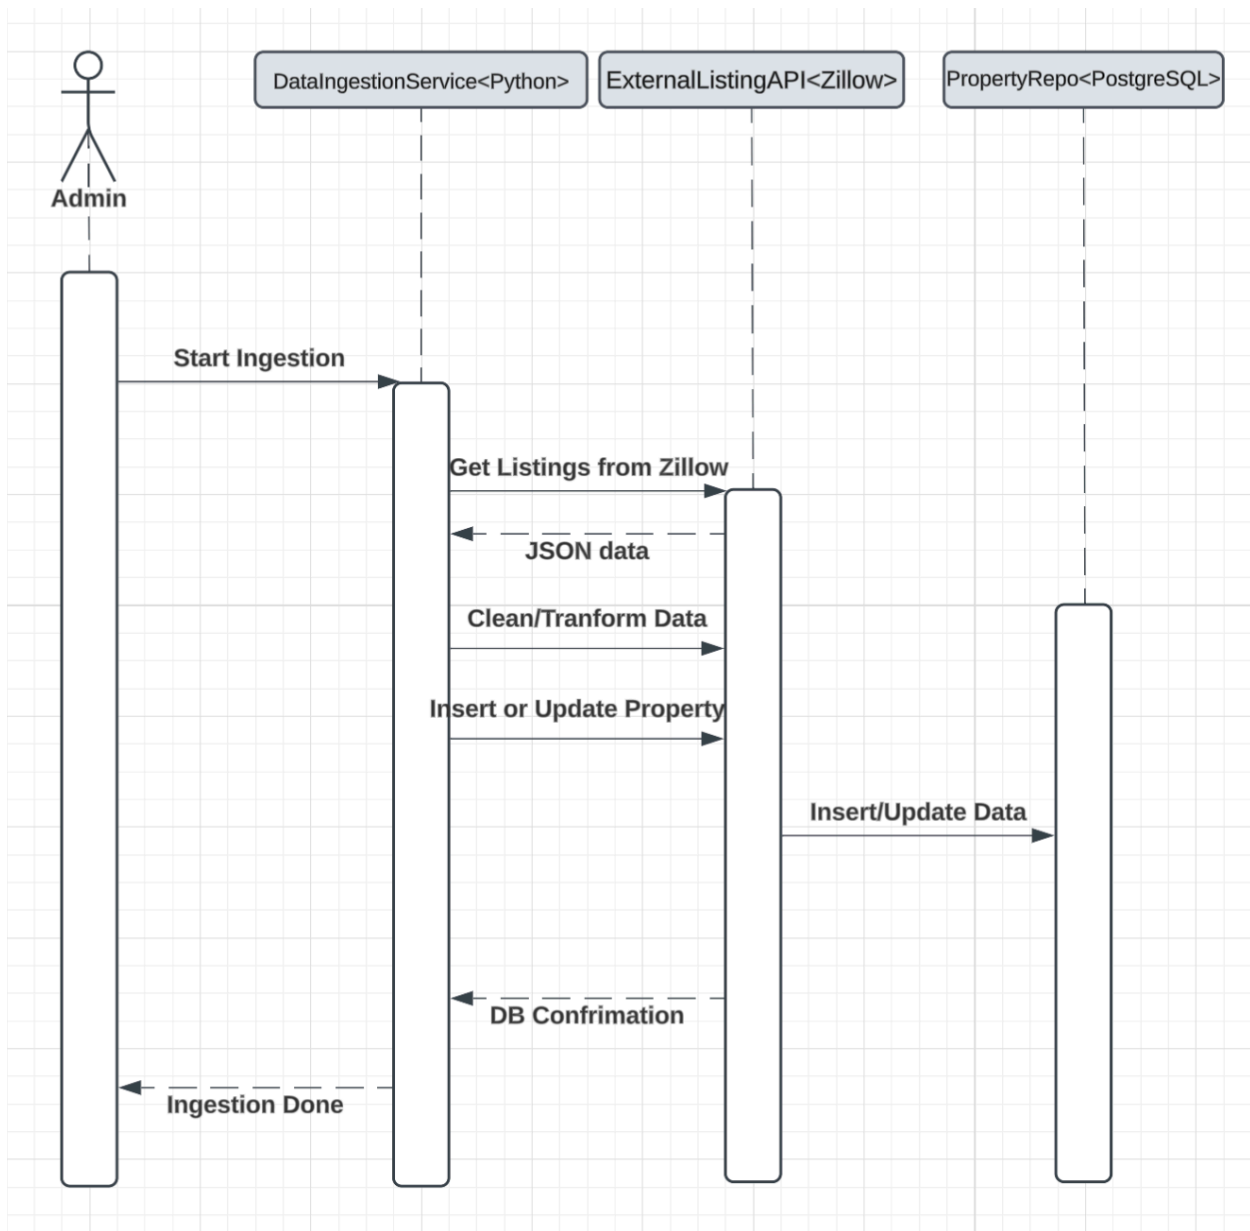 DataIngestionService<Python>
ExternalListingAPI<Zillow>
PropertyRepo<PostgreSQL>
Admin
Start Ingestion
Get Listings from Zillow
JSON data
Clean/Tranform Data
Insert or Update Property
Insert/Update Data
DB Confrimation
Ingestion Done